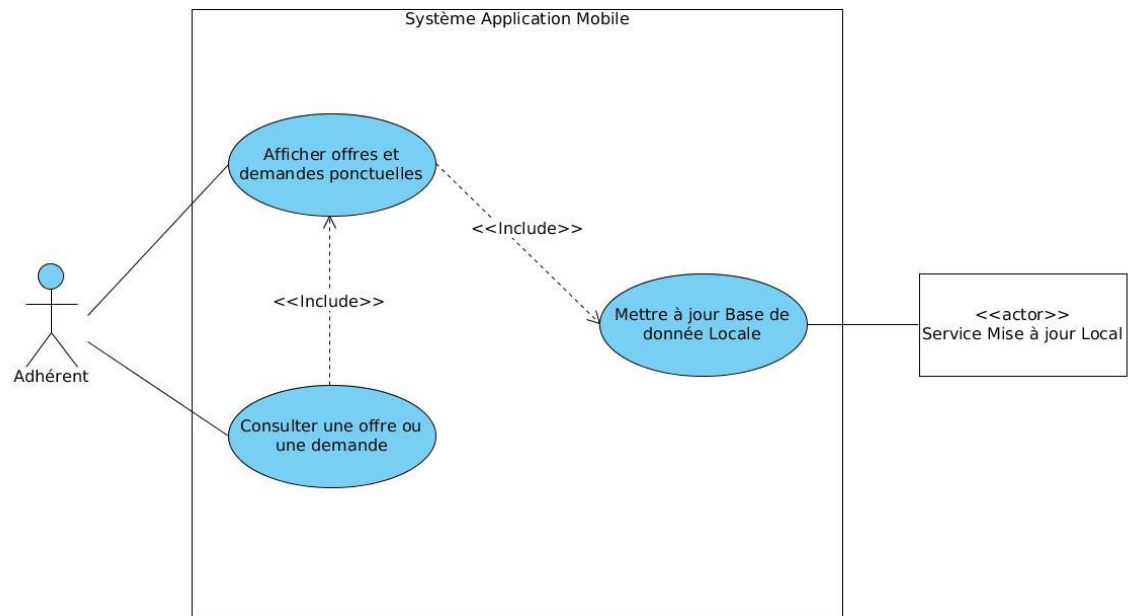 Système Application Mobile
Afficher offres et
demandes ponctuelles
<<Include>>
<<Include>>
Mettre à jour Base de
donnée Locale
<<actor>>
Service Mise à jour Local
Adhérent
Consulter une offre ou
une demande